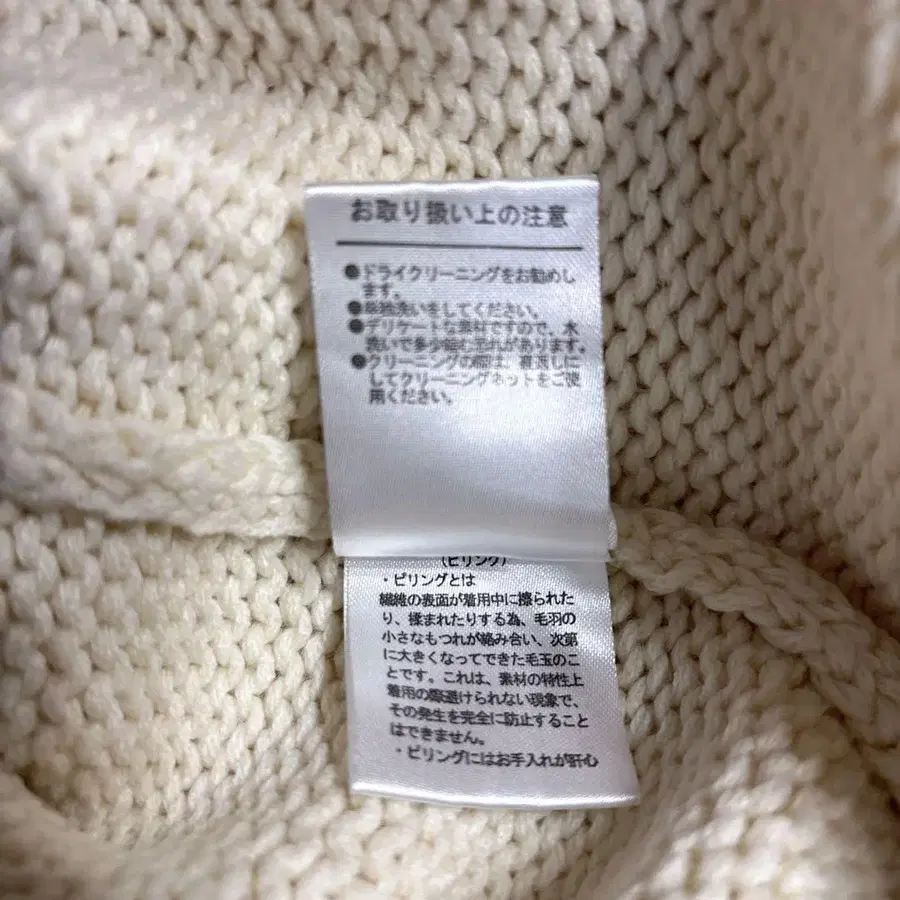 お取り扱い上の注意
●ドライクリーニングをお勧めし
ます。
●単独洗いをしてください。
●デリケートな素材ですので、水
洗いで多少縮む恐れがあります。
●クリーニングの際は、裏返しに
してクリーニングネットをご使
用ください。
(ピリング)
・ピリングとは
繊維の表面が着用中に擦られた
り、揉まれたりする為、毛羽の
小さなもつれが絡み合い、次第
に大きくなってできた毛玉のこ
とです。これは、素材の特性上
着用の際避けられない現象で、
その発生を完全に防止すること
はできません。
・ピリングにはお手入れが肝心